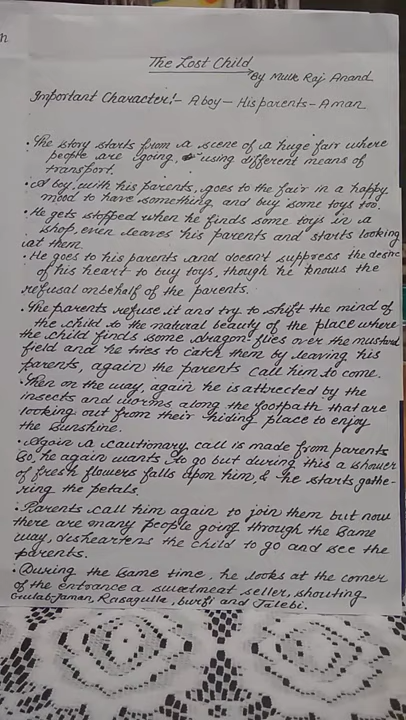 The Lost Child
By Mulk Raj Anand
Important Character:- A boy - His parents - A man
• The story starts from a scene of a huge fair where
people are going, using different means of
transport.
• A boy, with his parents, goes to the fair in a happy
mood to have something, and buy some toys too.
• He gets stopped when he finds some toys in a
shop, even leaves his parents and starts looking
at them.
• He goes to his parents and doesn't suppress the desire
of his heart to buy toys, though he knows the
refusal onbehalf of the parents.
• The parents refuse it and try to shift the mind of
the child to the natural beauty of the place where
the child finds some dragon flies over the mustard
field and he tries to catch them by leaving his
parents, again the parents call him to come.
• Then on the way, again he is attrected by the
insects and worms along the footpath that are
looking out from their hiding place to enjoy
the sunshine.
• Again a cautionary call is made from parents
So, he again wants to go but during this a shower
of fresh flowers falls upon him, & he starts gathe-
ring the petals.
• Parents call him again to join them but now
there are many people going through the same
way, disheartens the child to go and see the
parents.
• During the same time, he looks at the corner
of the entrance a sweetmeat seller, shouting
Gulab-Jaman, Rasagulla, burfi and Jalebi.